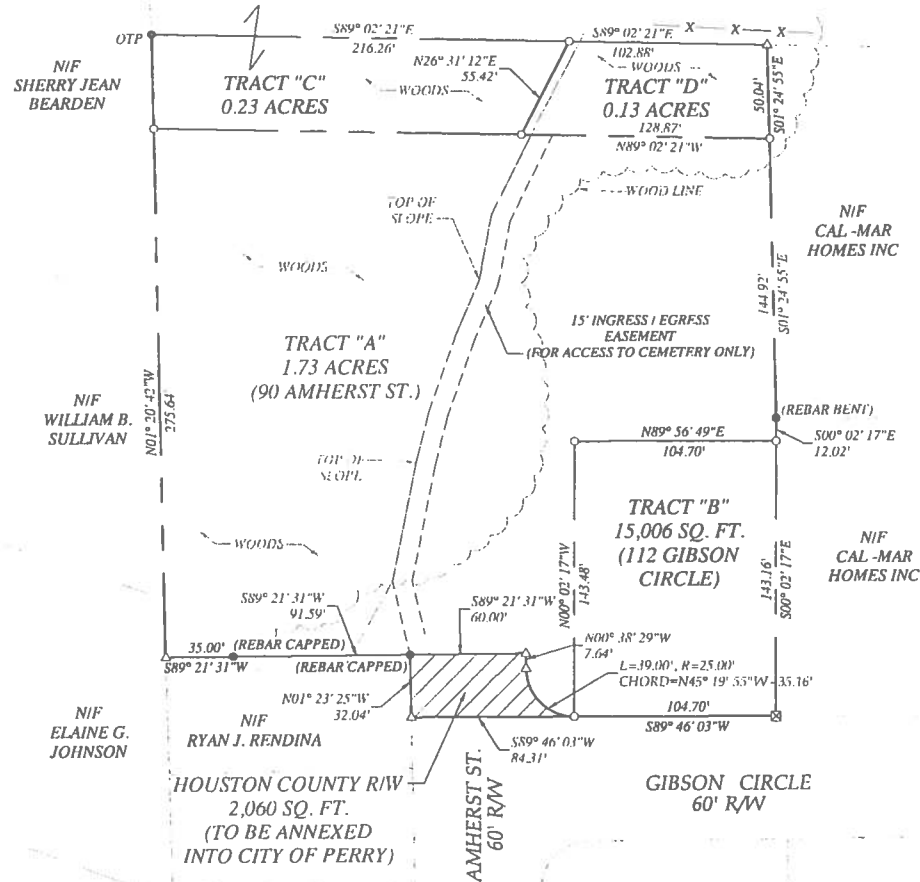 S89° 02' 21"E
216.26'
S89° 02' 21"E
102.88'
X X X
OTP
N/F
SHERRY JEAN
BEARDEN
TRACT "C"
0.23 ACRES
N26° 31' 12"E
55.42'
WOODS
WOODS
TRACT "D"
0.13 ACRES
50.04'
S01° 24' 55"E
128.87'
N89° 02' 21"W
WOOD LINE
TOP OF
SLOPE
N/F
CAL -MAR
HOMES INC
WOODS
144.92'
S01° 24' 55"E
15' INGRESS / EGRESS
EASEMENT
(FOR ACCESS TO CEMETERY ONLY)
TRACT "A"
1.73 ACRES
(90 AMHERST ST.)
N/F
WILLIAM B.
SULLIVAN
N01° 20' 42"W
275.64'
(REBAR BENT)
S00° 02' 17"E
12.02'
N89° 56' 49"E
104.70'
TOP OF
SLOPE
TRACT "B"
15,006 SQ. FT.
(112 GIBSON
CIRCLE)
N00° 02' 17"W
143.48'
143.16'
S00° 02' 17"E
N/F
CAL -MAR
HOMES INC
WOODS
S89° 21' 31"W
91.59'
S89° 21' 31"W
60.00'
35.00'
S89° 21' 31"W
(REBAR CAPPED)
(REBAR CAPPED)
N00° 38' 29"W
7.64'
L=39.00', R=25.00'
CHORD=N45° 19' 55"W - 35.16'
N01° 23' 25"W
32.04'
104.70'
S89° 46' 03"W
N/F
ELAINE G.
JOHNSON
N/F
RYAN J. RENDINA
S89° 46' 03"W
84.31'
HOUSTON COUNTY R/W
2,060 SQ. FT.
(TO BE ANNEXED
INTO CITY OF PERRY)
AMHERST ST.
60' R/W
GIBSON CIRCLE
60' R/W